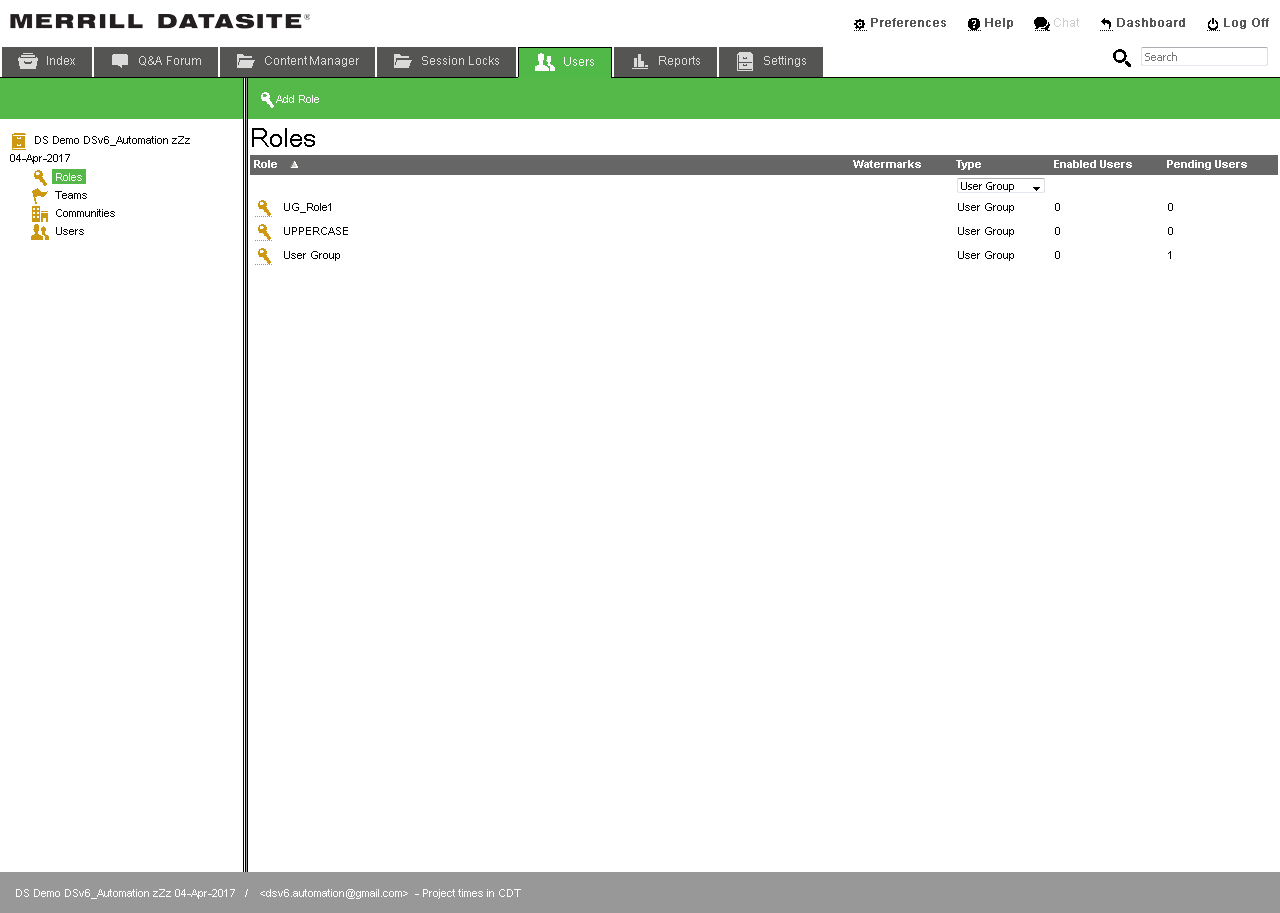 MERRILL DATASITE®
Preferences Help Chat Dashboard Log Off
Index Q&A Forum Content Manager Session Locks Users Reports Settings Search
Add Role
DS Demo DSv6_Automation zZz
04-Apr-2017
Roles
Teams
Communities
Users
Roles
Role Watermarks Type Enabled Users Pending Users
User Group
UG_Role1 User Group 0 0
UPPERCASE User Group 0 0
User Group User Group 0 1
DS Demo DSv6_Automation zZz 04-Apr-2017 / <dsv6.automation@gmail.com> - Project times in CDT